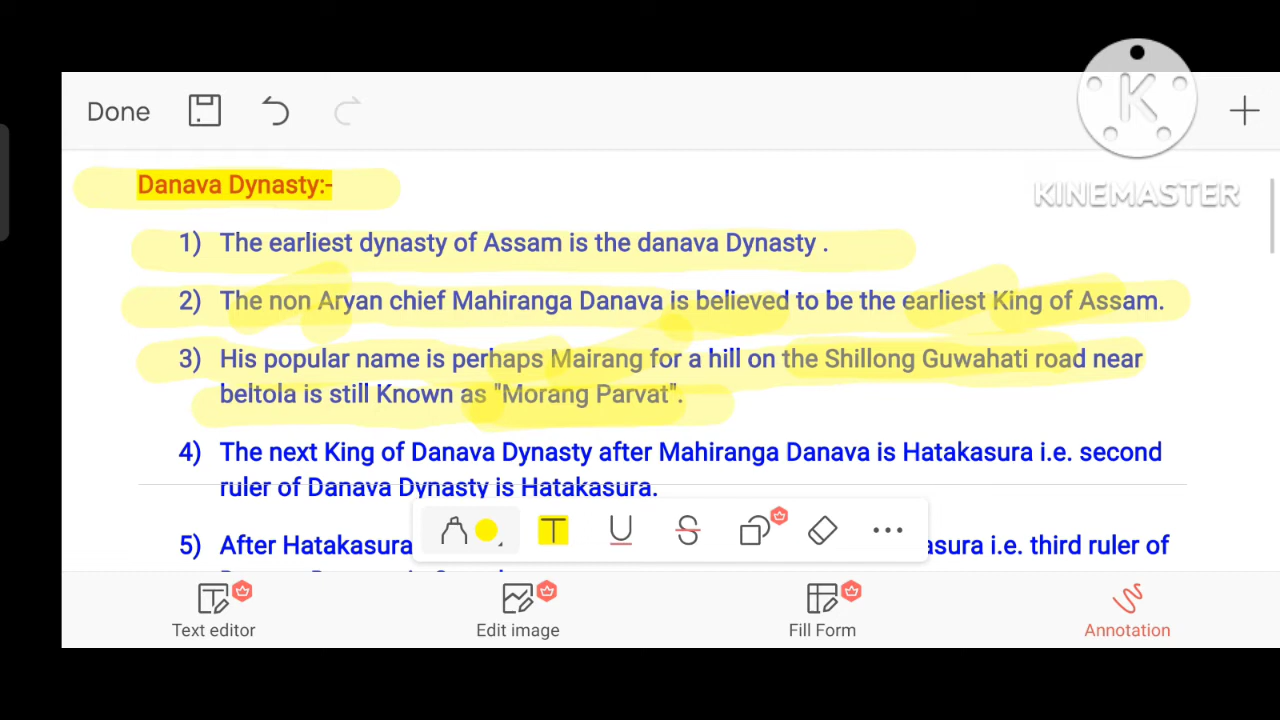 Done
KINEMASTER
Danava Dynasty:-
1) The earliest dynasty of Assam is the danava Dynasty .
2) The non Aryan chief Mahiranga Danava is believed to be the earliest King of Assam.
3) His popular name is perhaps Mairang for a hill on the Shillong Guwahati road near
beltola is still Known as "Morang Parvat".
4) The next King of Danava Dynasty after Mahiranga Danava is Hatakasura i.e. second
ruler of Danava Dynasty is Hatakasura.
5) After Hatakasura asura i.e. third ruler of
Text editor Edit image Fill Form Annotation